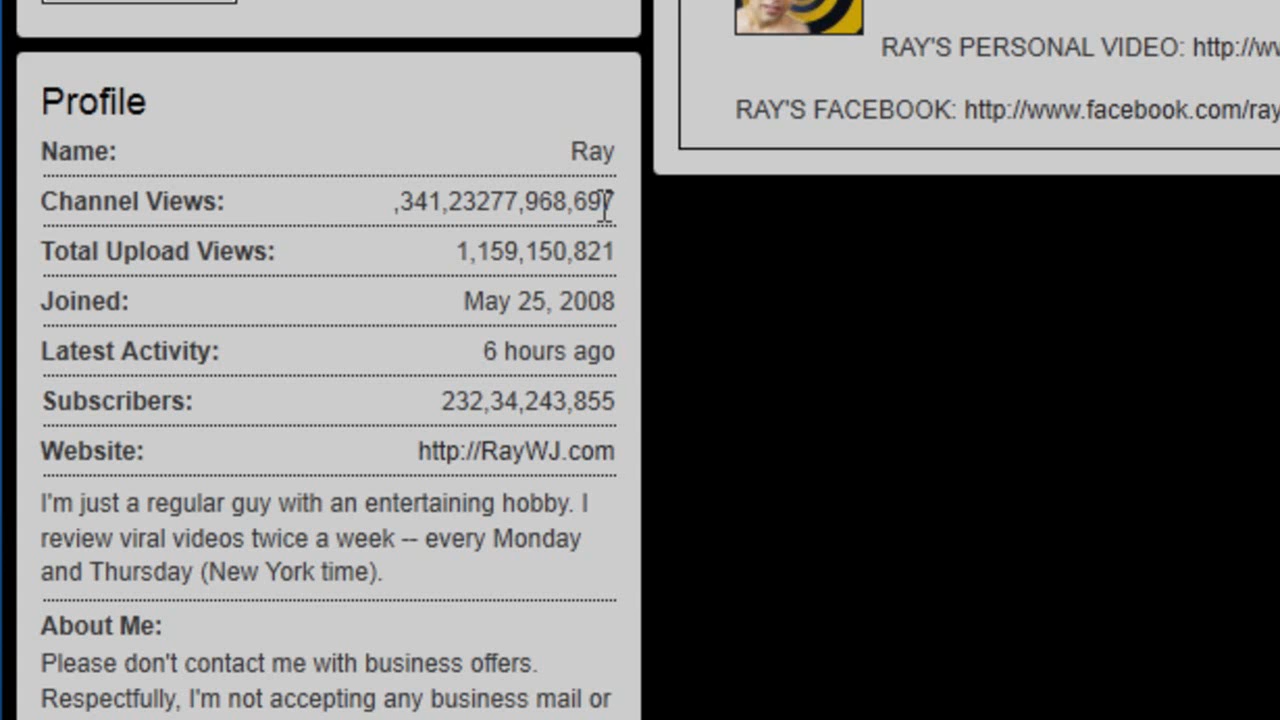 Profile
Name: Ray
Channel Views: ,341,23277,968,697
Total Upload Views: 1,159,150,821
Joined: May 25, 2008
Latest Activity: 6 hours ago
Subscribers: 232,34,243,855
Website: http://RayWJ.com
I'm just a regular guy with an entertaining hobby. I
review viral videos twice a week -- every Monday
and Thursday (New York time).
About Me:
Please don't contact me with business offers.
Respectfully, I'm not accepting any business mail or
RAY'S PERSONAL VIDEO: http://w
RAY'S FACEBOOK: http://www.facebook.com/ray